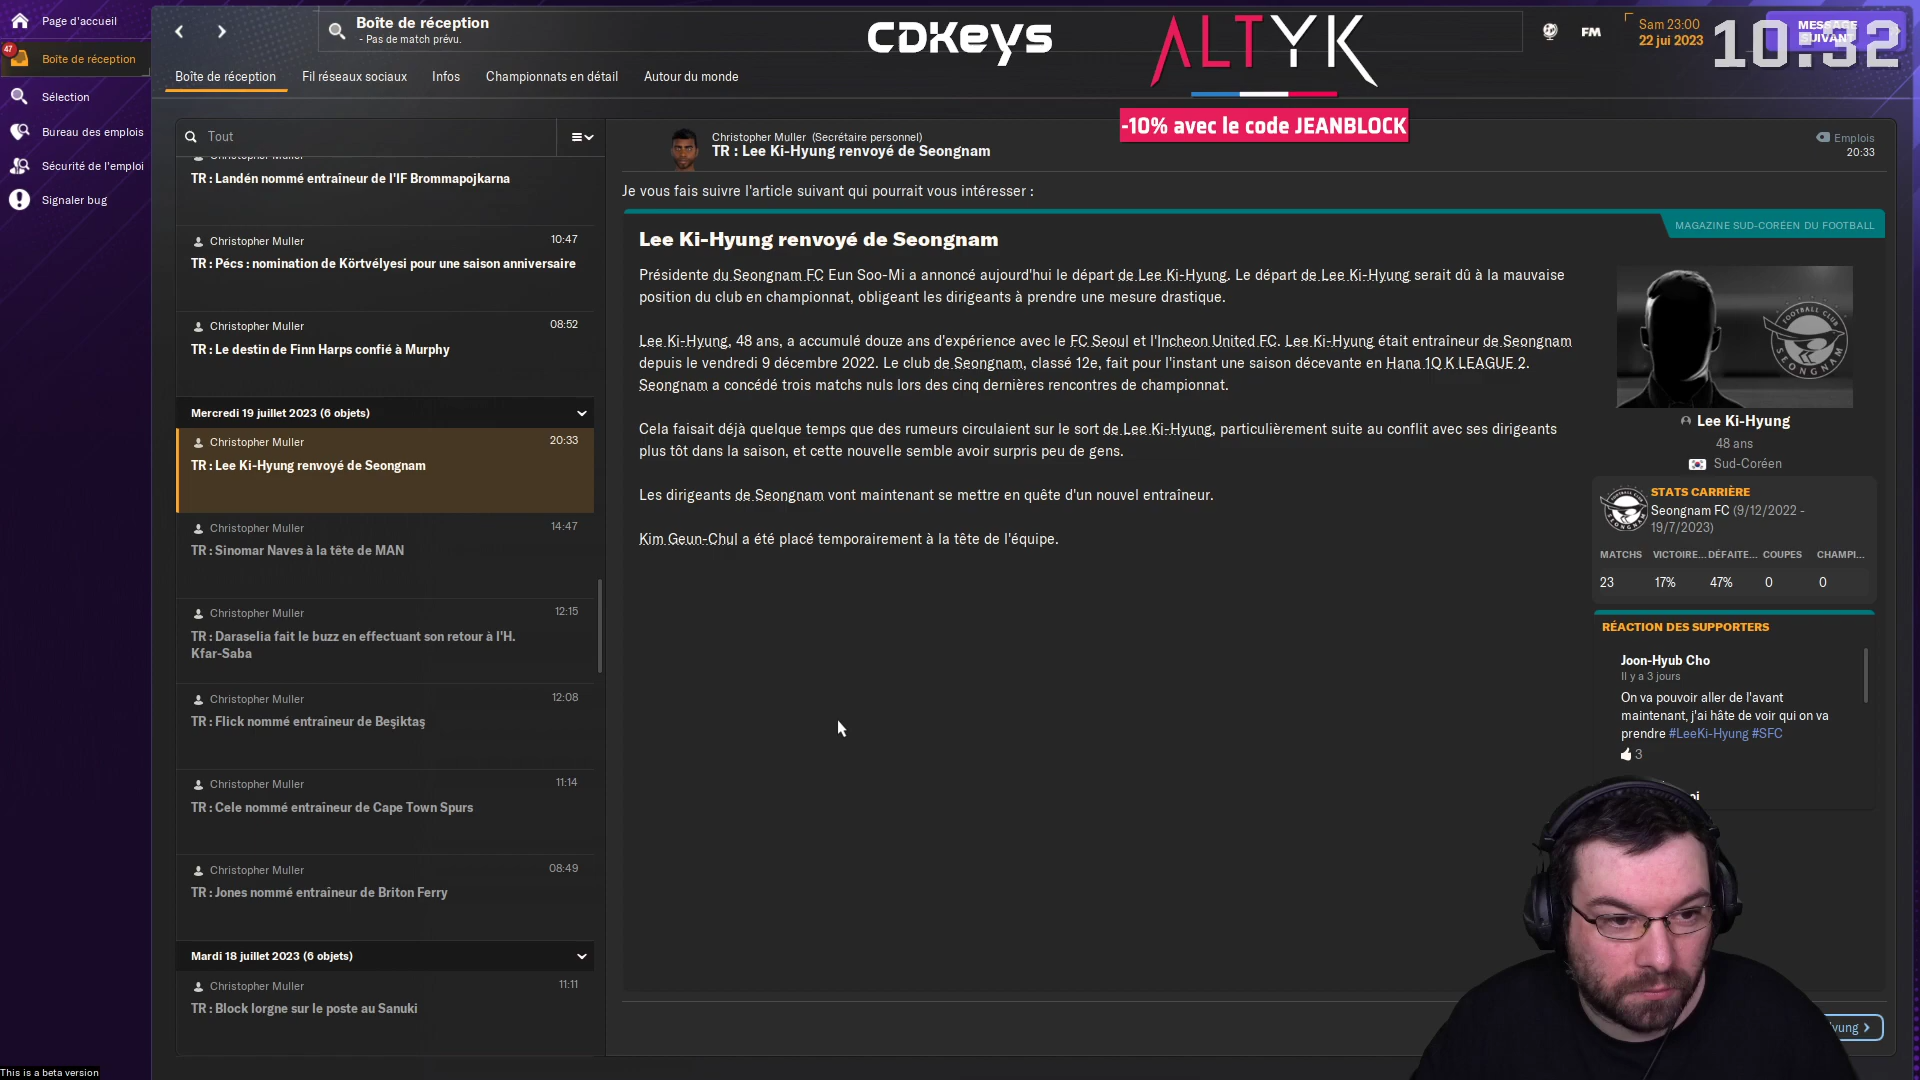 Page d'accueil
47
Boîte de réception
Sélection
Bureau des emplois
Sécurité de l'emploi
Signaler bug
Boîte de réception
- Pas de match prévu.
CDKeys
ALTYK
-10% avec le code JEANBLOCK
FM
Sam 23:00
22 jui 2023
MESSAGE
SUIVANT
10:32
Boîte de réception
Fil réseaux sociaux
Infos
Championnats en détail
Autour du monde
Tout
TR : Landén nommé entraîneur de l'IF Brommapojkarna
Christopher Muller
10:47
TR : Pécs : nomination de Körtvélyesi pour une saison anniversaire
Christopher Muller
08:52
TR : Le destin de Finn Harps confié à Murphy
Mercredi 19 juillet 2023 (6 objets)
Christopher Muller
20:33
TR : Lee Ki-Hyung renvoyé de Seongnam
Christopher Muller
14:47
TR : Sinomar Naves à la tête de MAN
Christopher Muller
12:15
TR : Daraselia fait le buzz en effectuant son retour à l'H.
Kfar-Saba
Christopher Muller
12:08
TR : Flick nommé entraîneur de Beşiktaş
Christopher Muller
11:14
TR : Cele nommé entraîneur de Cape Town Spurs
Christopher Muller
08:49
TR : Jones nommé entraîneur de Briton Ferry
Mardi 18 juillet 2023 (6 objets)
Christopher Muller
11:11
TR : Block lorgne sur le poste au Sanuki
Christopher Muller (Secrétaire personnel)
TR : Lee Ki-Hyung renvoyé de Seongnam
Emplois
20:33
Je vous fais suivre l'article suivant qui pourrait vous intéresser :
MAGAZINE SUD-CORÉEN DU FOOTBALL
Lee Ki-Hyung renvoyé de Seongnam
Présidente du Seongnam FC Eun Soo-Mi a annoncé aujourd'hui le départ de Lee Ki-Hyung. Le départ de Lee Ki-Hyung serait dû à la mauvaise
position du club en championnat, obligeant les dirigeants à prendre une mesure drastique.
Lee Ki-Hyung, 48 ans, a accumulé douze ans d'expérience avec le FC Seoul et l'Incheon United FC. Lee Ki-Hyung était entraîneur de Seongnam
depuis le vendredi 9 décembre 2022. Le club de Seongnam, classé 12e, fait pour l'instant une saison décevante en Hana 1Q K LEAGUE 2.
Seongnam a concédé trois matchs nuls lors des cinq dernières rencontres de championnat.
Cela faisait déjà quelque temps que des rumeurs circulaient sur le sort de Lee Ki-Hyung, particulièrement suite au conflit avec ses dirigeants
plus tôt dans la saison, et cette nouvelle semble avoir surpris peu de gens.
Les dirigeants de Seongnam vont maintenant se mettre en quête d'un nouvel entraîneur.
Kim Geun-Chul a été placé temporairement à la tête de l'équipe.
FOOTBALL CLUB
SEONGNAM
Lee Ki-Hyung
48 ans
Sud-Coréen
STATS CARRIÈRE
Seongnam FC (9/12/2022 -
19/7/2023)
MATCHS VICTOIRE... DÉFAITE... COUPES CHAMPI...
23 17% 47% 0 0
RÉACTION DES SUPPORTERS
Joon-Hyub Cho
Il y a 3 jours
On va pouvoir aller de l'avant
maintenant, j'ai hâte de voir qui on va
prendre #LeeKi-Hyung #SFC
3
This is a beta version